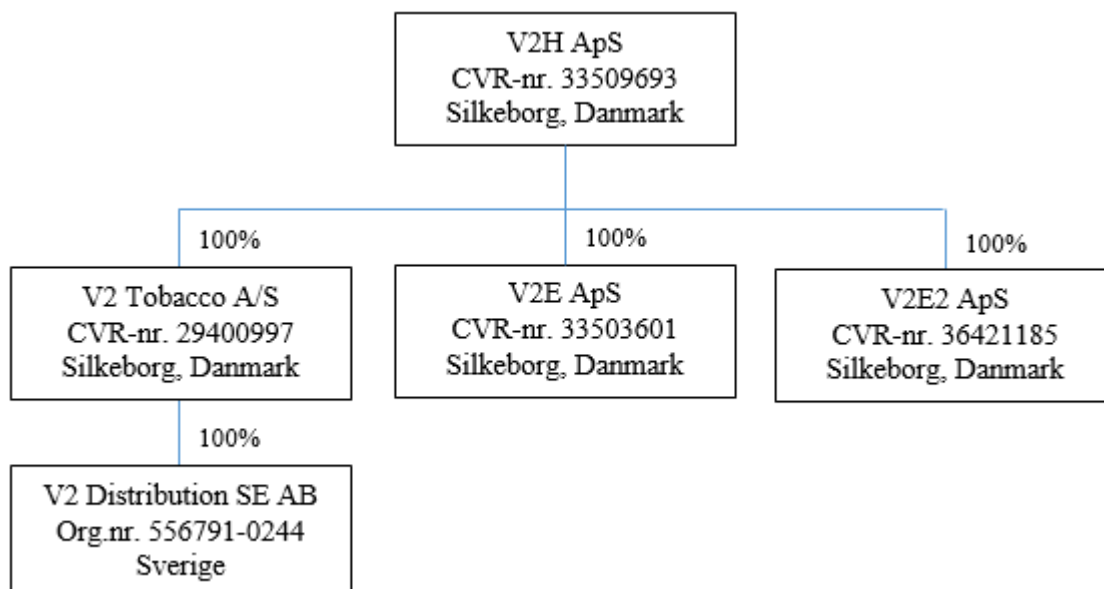 V2H ApS
CVR-nr. 33509693
Silkeborg, Danmark
100%
100%
100%
V2 Tobacco A/S
CVR-nr. 29400997
Silkeborg, Danmark
V2E ApS
CVR-nr. 33503601
Silkeborg, Danmark
V2E2 ApS
CVR-nr. 36421185
Silkeborg, Danmark
100%
V2 Distribution SE AB
Org.nr. 556791-0244
Sverige